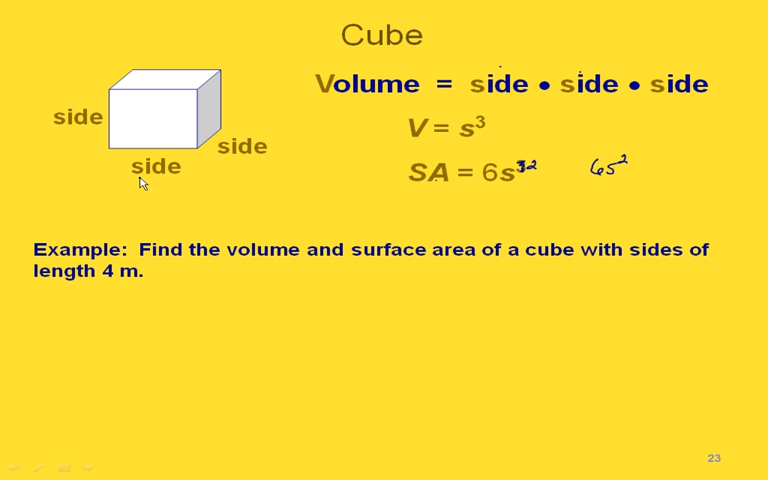 Cube
Volume = side • side • side
side
side
side
V = s³
SA = 6s² 6s²
Example: Find the volume and surface area of a cube with sides of
length 4 m.
23